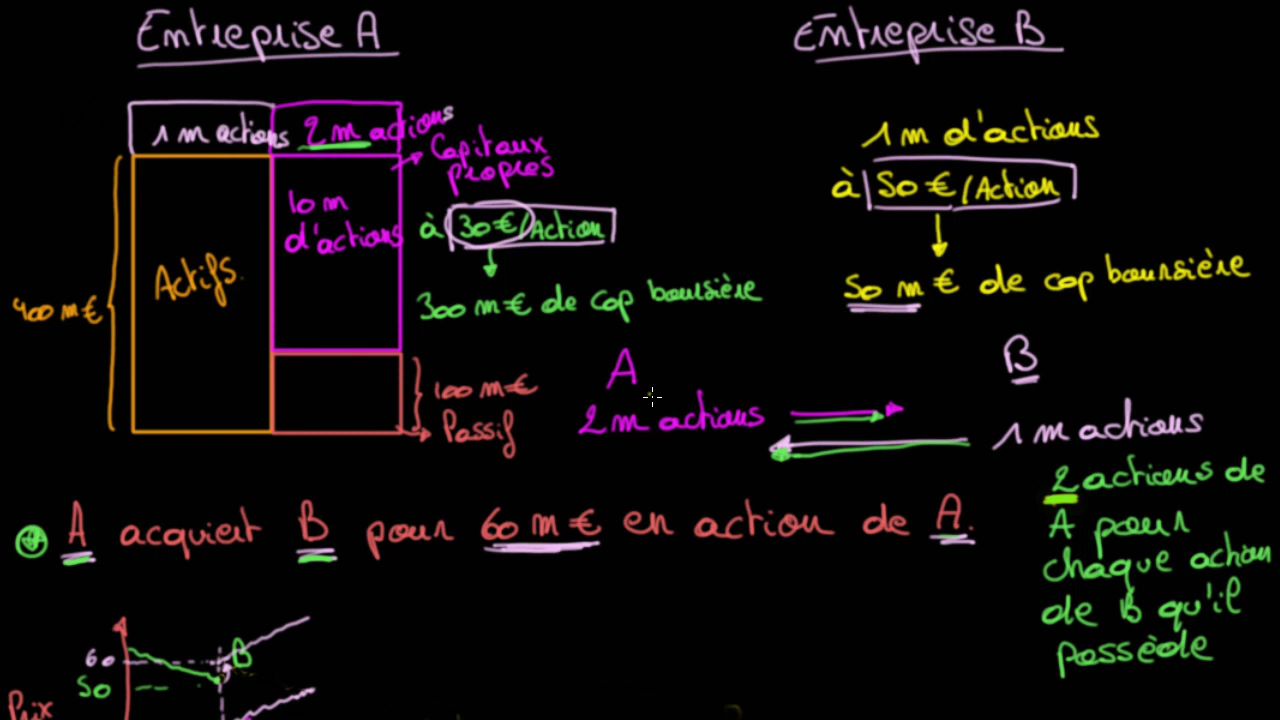 Entreprise A
Entreprise B
1 m actions 2 m actions
Capitaux
propres
10 m
d'actions
à 30 €/Action
300 m € de cap boursière
Actifs
400 m €
100 m €
Passif
1 m d'actions
à 50 €/Action
50 m € de cap boursière
A
2 m actions
B
1 m actions
2 actions de
A pour
chaque action
de B qu'il
possède
A acquiert B pour 60 m € en action de A.
60
50
B
Prix